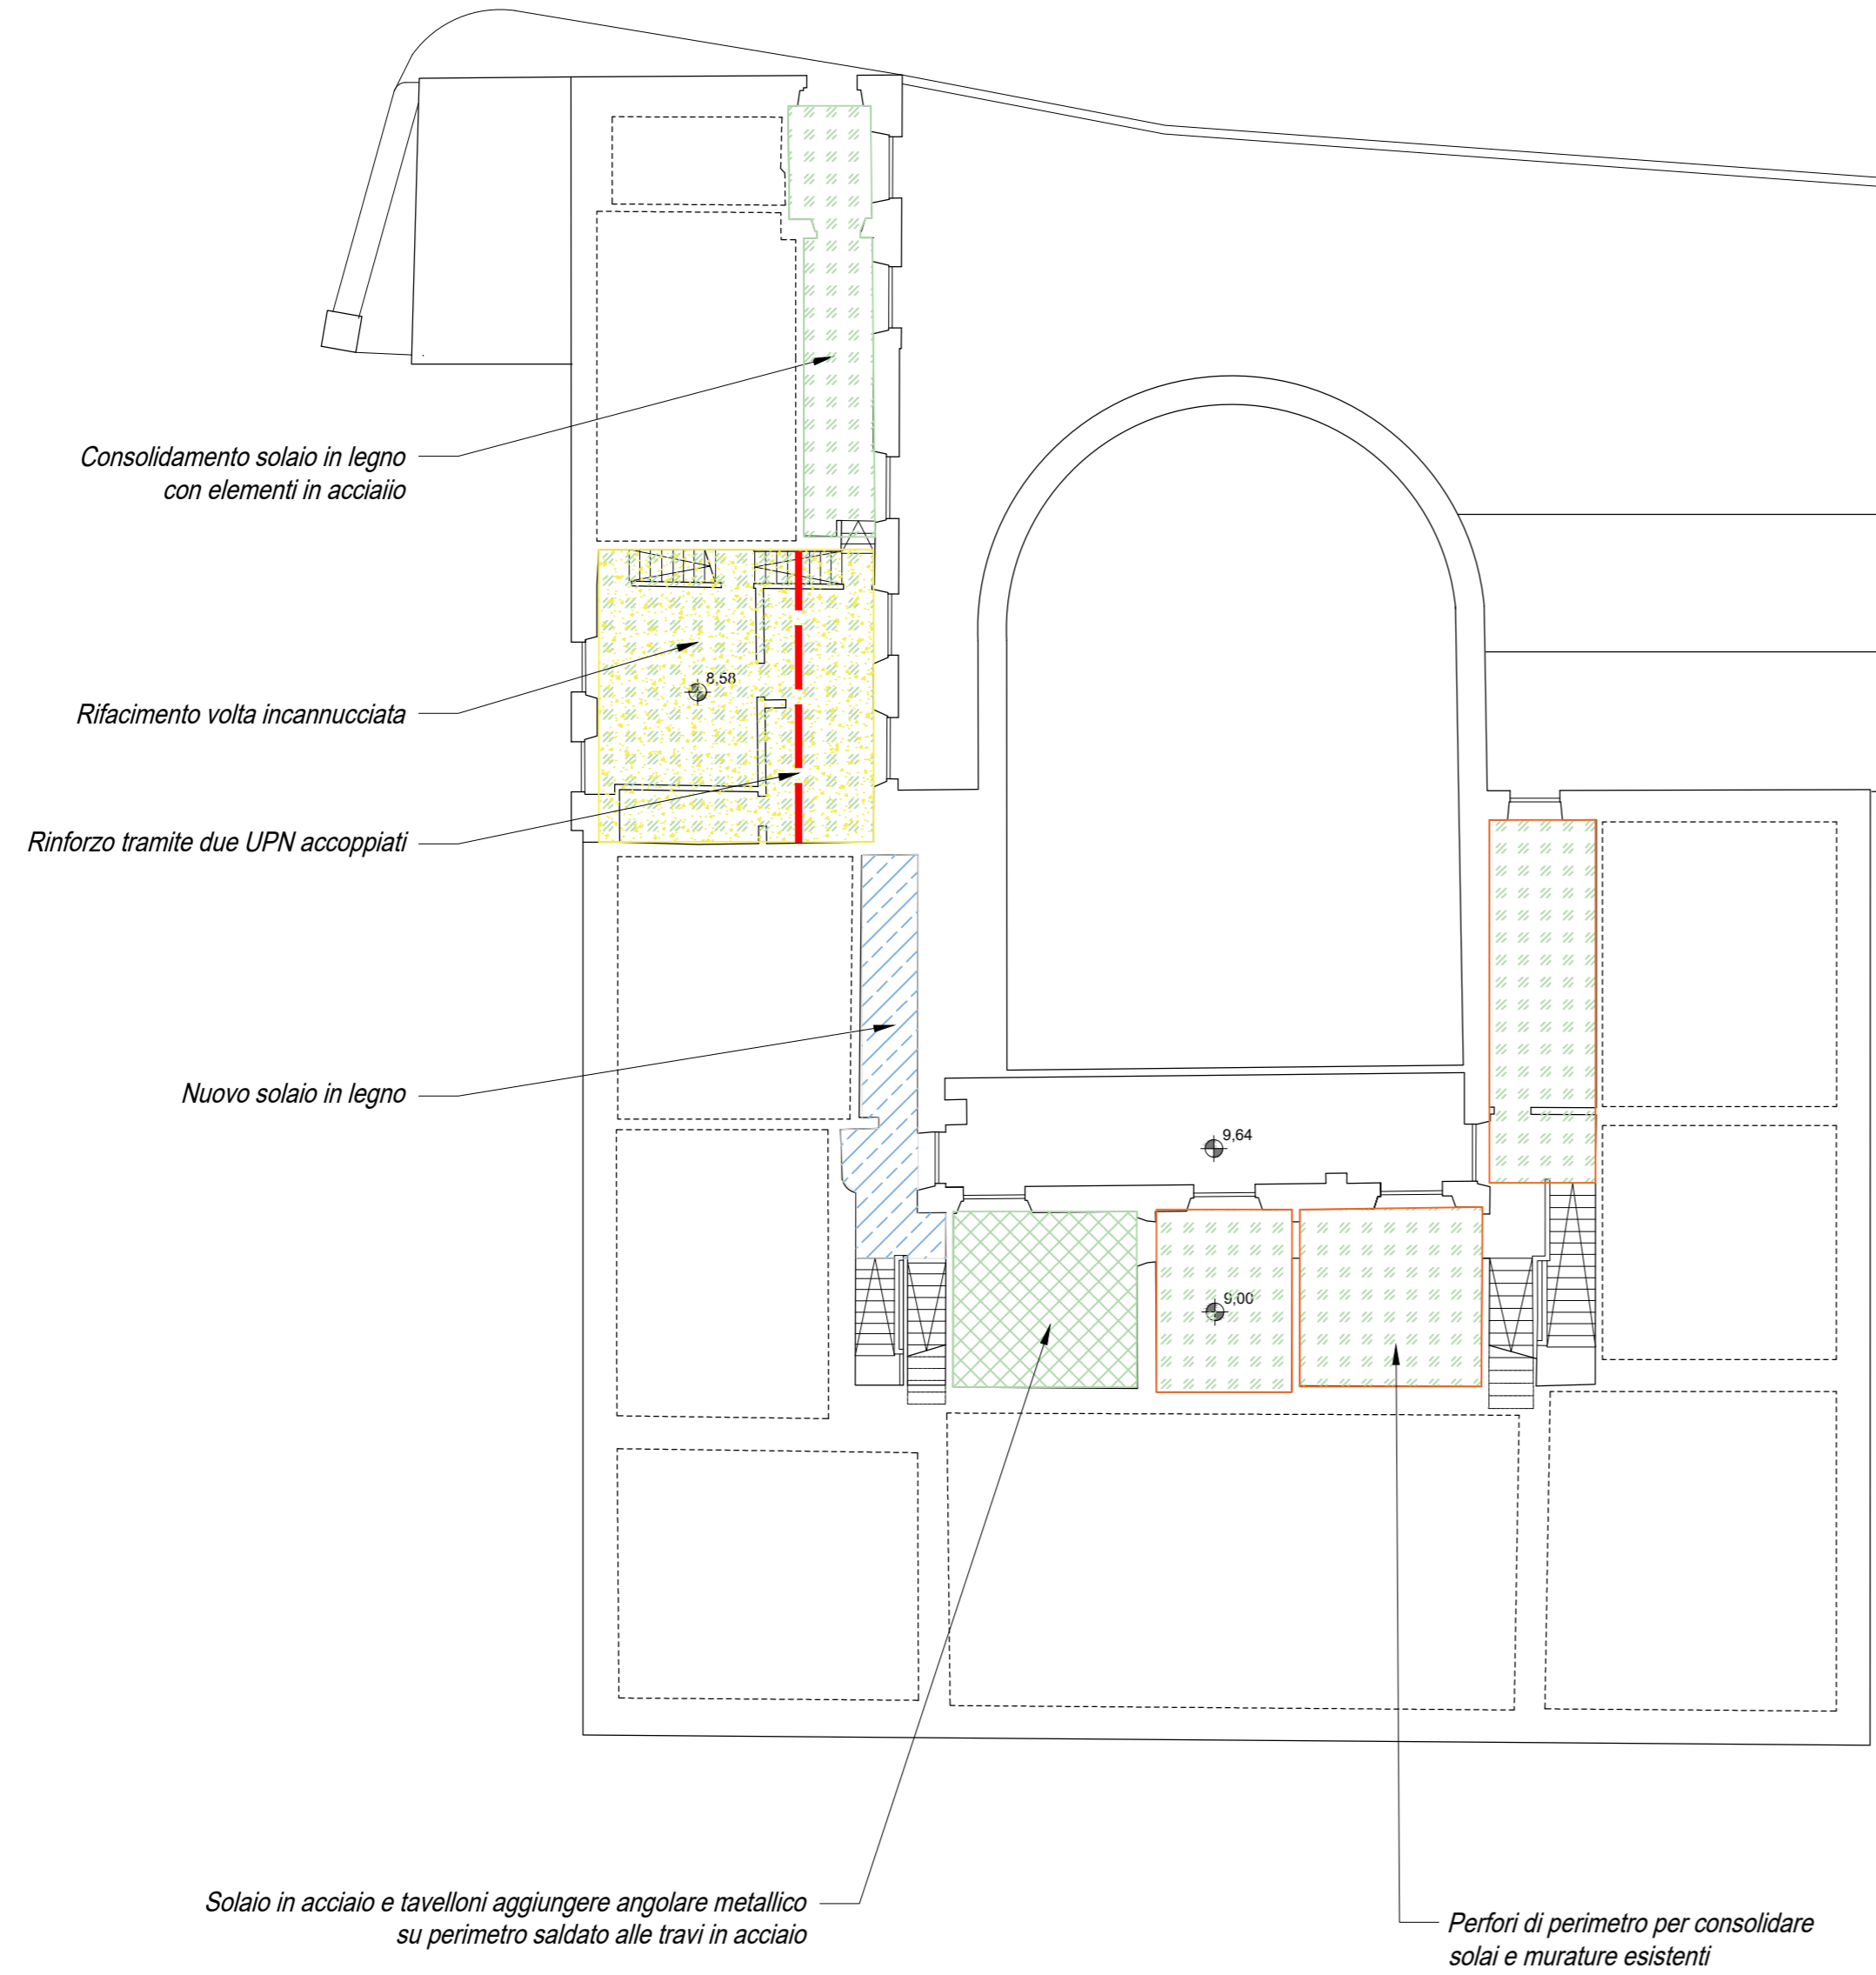 Consolidamento solaio in legno
con elementi in acciaiio
8,58
Rifacimento volta incannucciata
Rinforzo tramite due UPN accoppiati
Nuovo solaio in legno
9,64
9,00
Solaio in acciaio e tavelloni aggiungere angolare metallico
su perimetro saldato alle travi in acciaio
Perfori di perimetro per consolidare
solai e murature esistenti